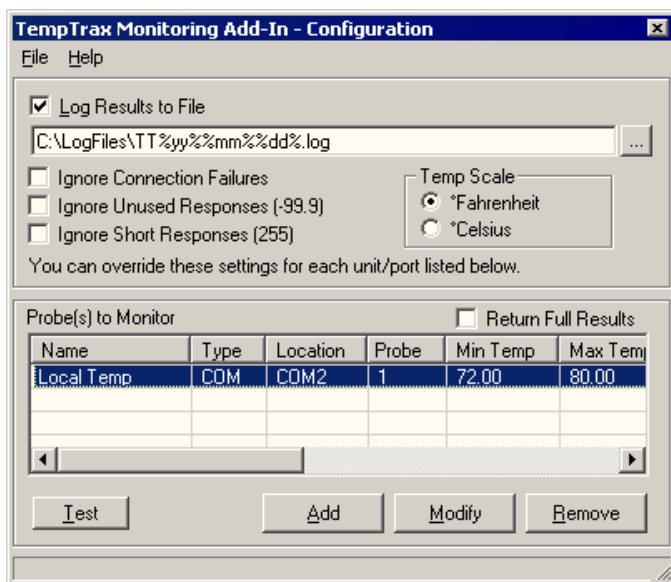 TempTrax Monitoring Add-In - Configuration
File Help
Log Results to File
C:\LogFiles\TT%yy%%mm%%dd%.log
...
Ignore Connection Failures
Ignore Unused Responses (-99.9)
Ignore Short Responses (255)
Temp Scale
°Fahrenheit
°Celsius
You can override these settings for each unit/port listed below.
Probe(s) to Monitor
Return Full Results
Name Type Location Probe Min Temp Max Temp
Local Temp COM COM2 1 72.00 80.00
Test Add Modify Remove